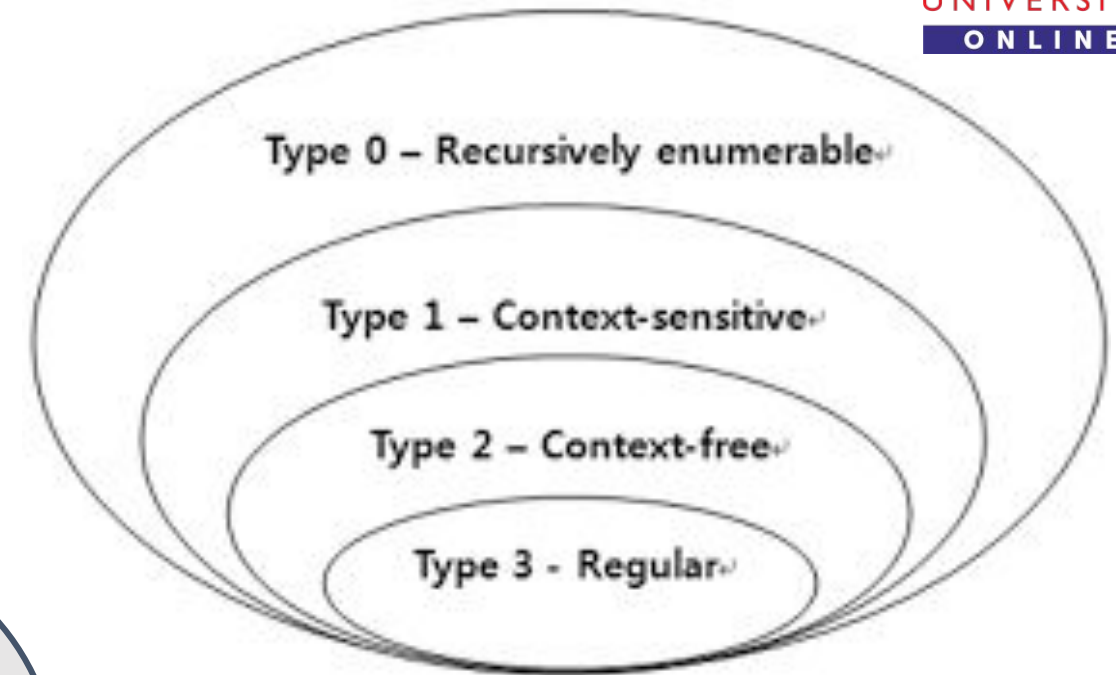 ONLINE
Type 0 – Recursively enumerable↵
Type 1 – Context-sensitive↵
Type 2 – Context-free↵
Type 3 - Regular↵